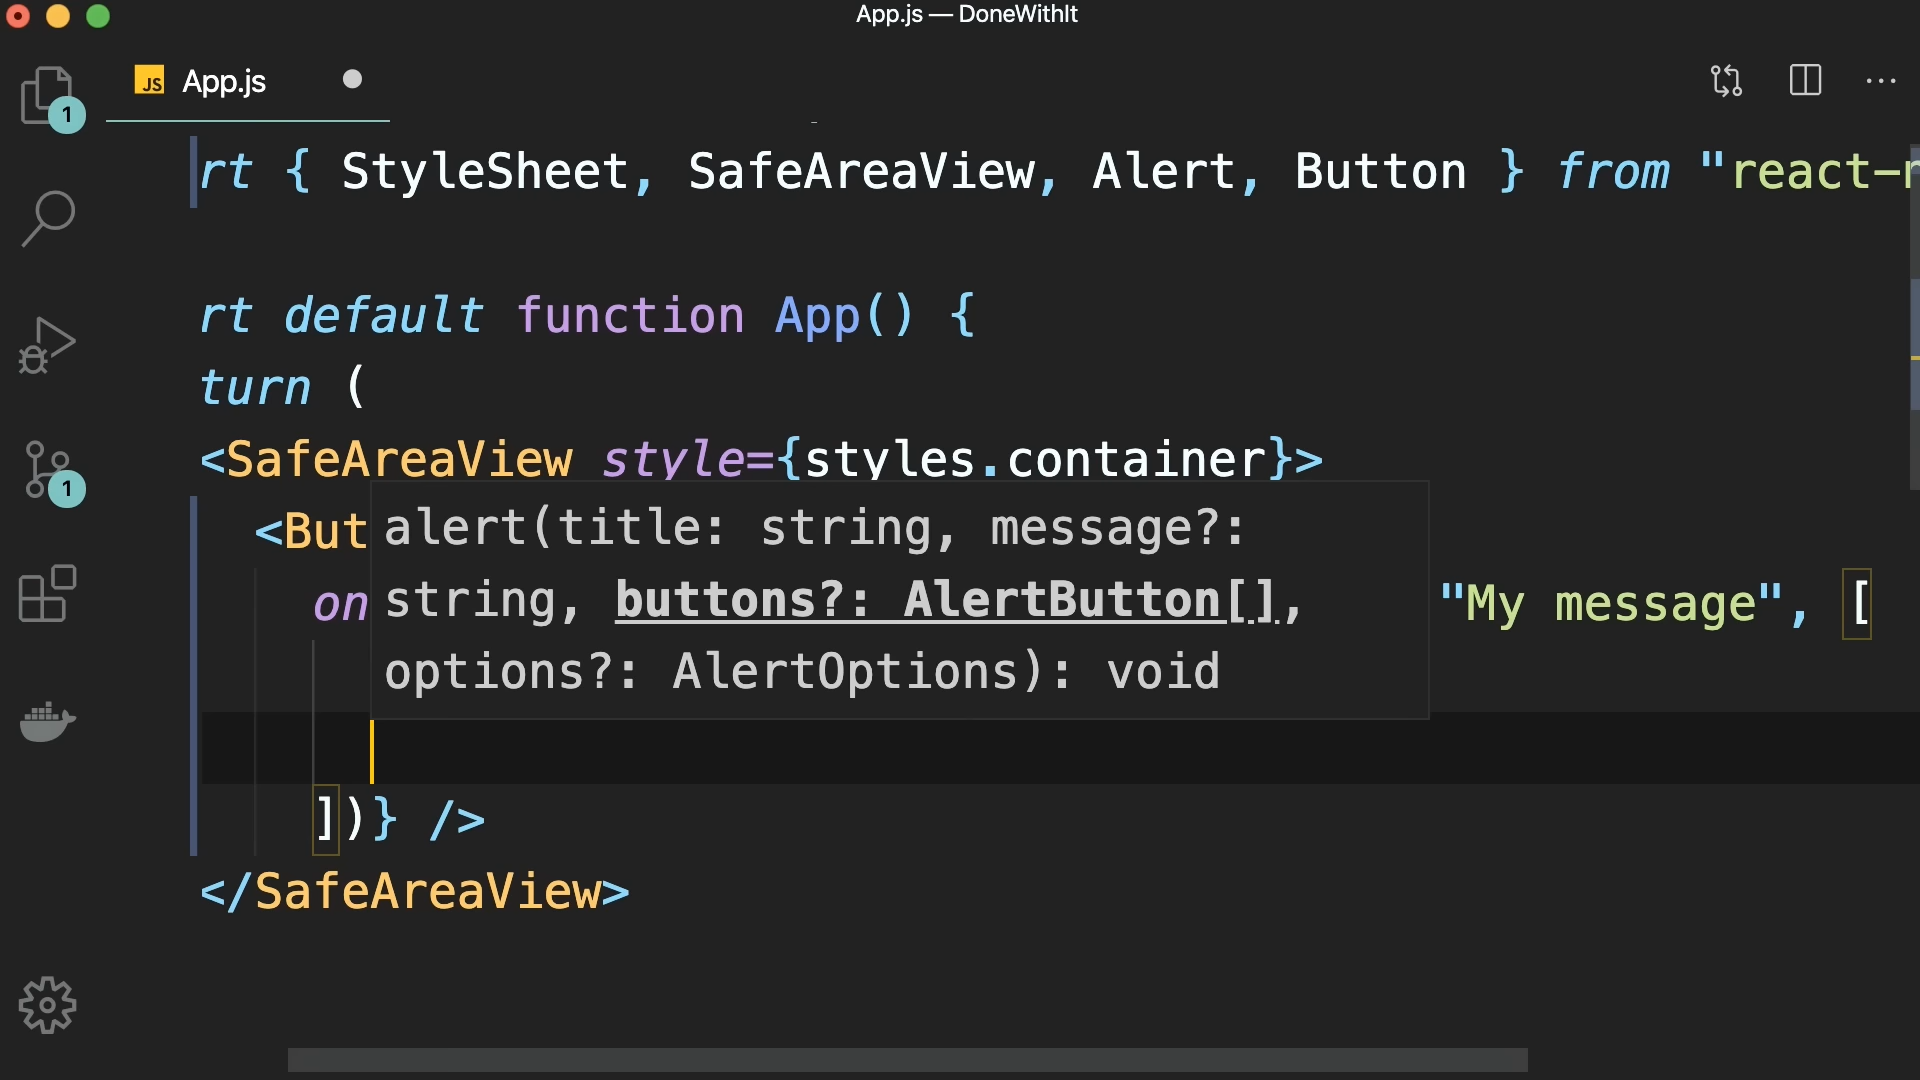 App.js — DoneWithIt
JS App.js
1
rt { StyleSheet, SafeAreaView, Alert, Button } from "react-
rt default function App() {
turn (
<SafeAreaView style={styles.container}>
<But
alert(title: string, message?:
string, buttons?: AlertButton[],
options?: AlertOptions): void
on
"My message", [
1
])} />
</SafeAreaView>